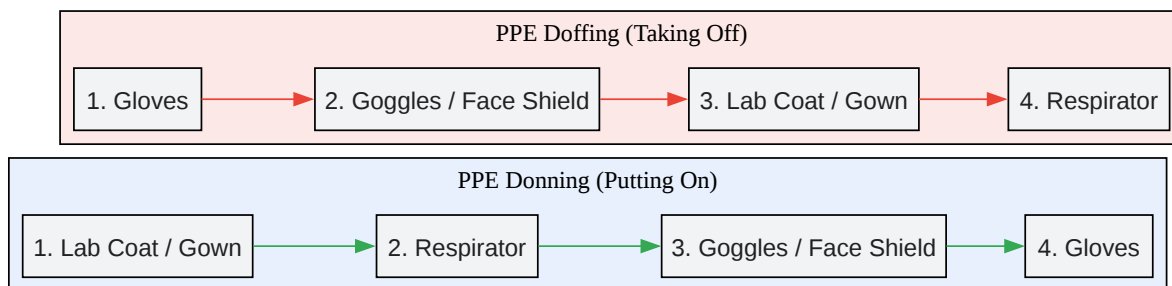 PPE Doffing (Taking Off)
1. Gloves
2. Goggles / Face Shield
3. Lab Coat / Gown
4. Respirator
PPE Donning (Putting On)
1. Lab Coat / Gown
2. Respirator
3. Goggles / Face Shield
4. Gloves